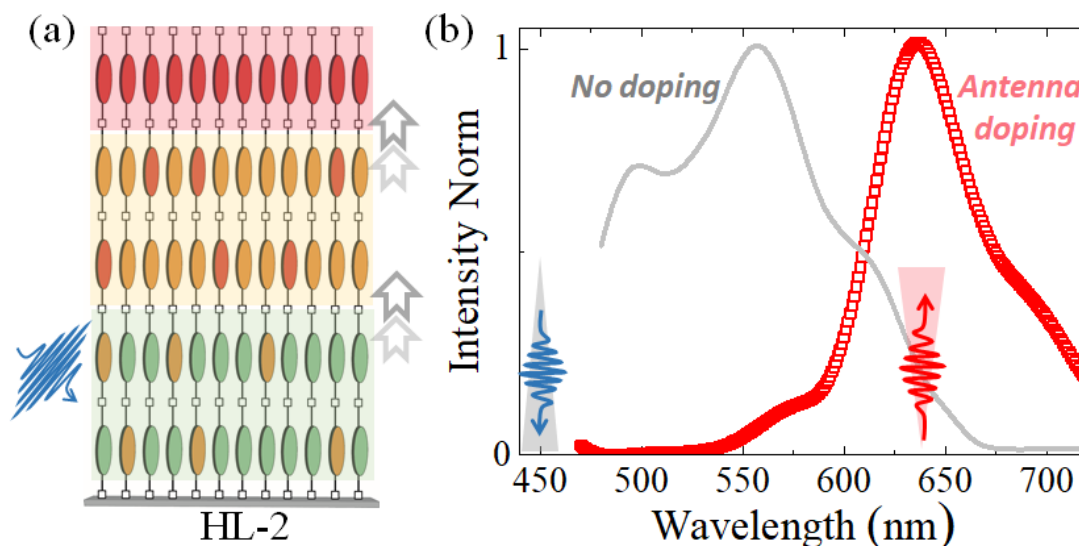 (a)
HL-2
(b)
1
0
Intensity Norm
No doping
Antenna
doping
450 500 550 600 650 700
Wavelength (nm)